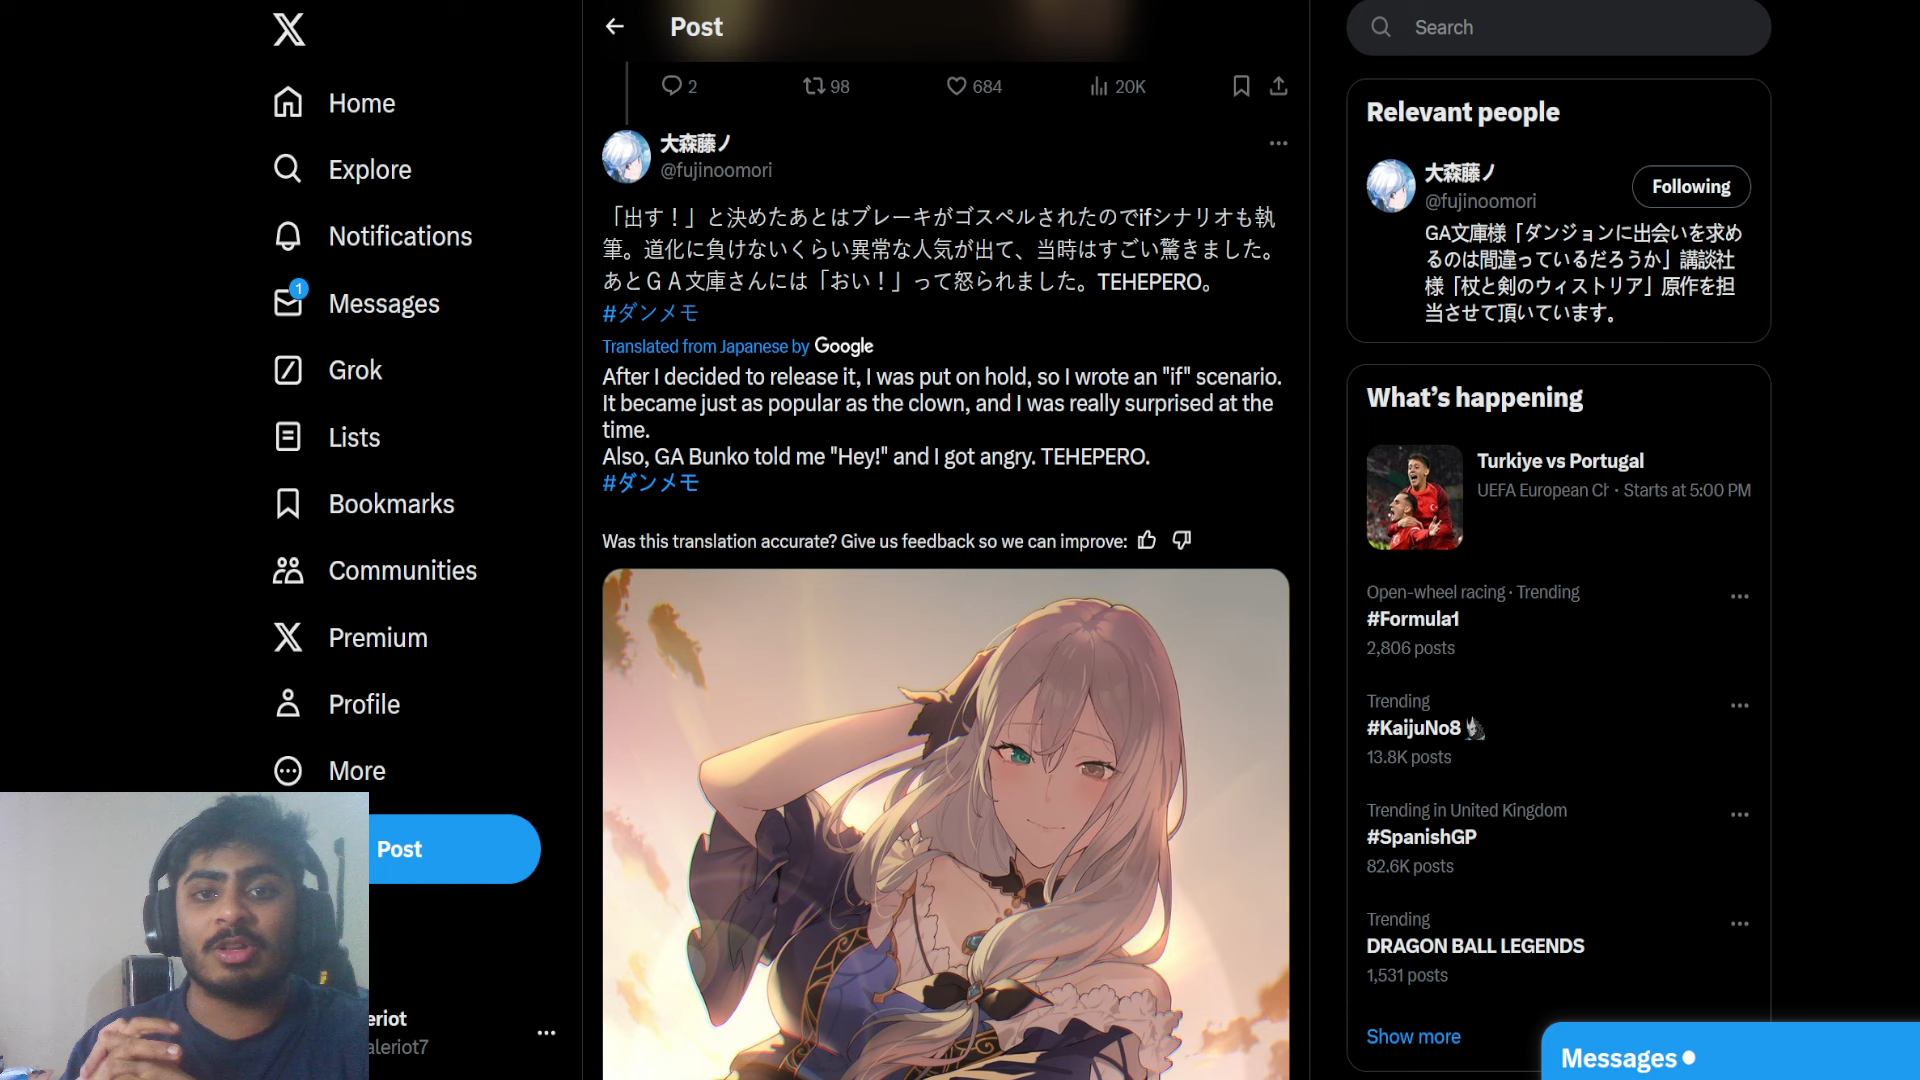 Home
Explore
Notifications
1
Messages
Grok
Lists
Bookmarks
Communities
Premium
Profile
More
Post
eriot
aleriot7
Post
2
98
684
20K
大森藤ノ
@fujinoomori
「出す！」と決めたあとはブレーキがゴスペルされたのでifシナリオも執
筆。道化に負けないくらい異常な人気が出て、当時はすごい驚きました。
あとＧＡ文庫さんには「おい！」って怒られました。TEHEPERO。
#ダンメモ
Translated from Japanese by Google
After I decided to release it, I was put on hold, so I wrote an "if" scenario.
It became just as popular as the clown, and I was really surprised at the
time.
Also, GA Bunko told me "Hey!" and I got angry. TEHEPERO.
#ダンメモ
Was this translation accurate? Give us feedback so we can improve:
Search
Relevant people
大森藤ノ
@fujinoomori
Following
GA文庫様「ダンジョンに出会いを求め
るのは間違っているだろうか」講談社
様「杖と剣のウィストリア」原作を担
当させて頂いています。
What's happening
Turkiye vs Portugal
UEFA European Ch · Starts at 5:00 PM
Open-wheel racing · Trending
#Formula1
2,806 posts
Trending
#KaijuNo8
13.8K posts
Trending in United Kingdom
#SpanishGP
82.6K posts
Trending
DRAGON BALL LEGENDS
1,531 posts
Show more
Messages